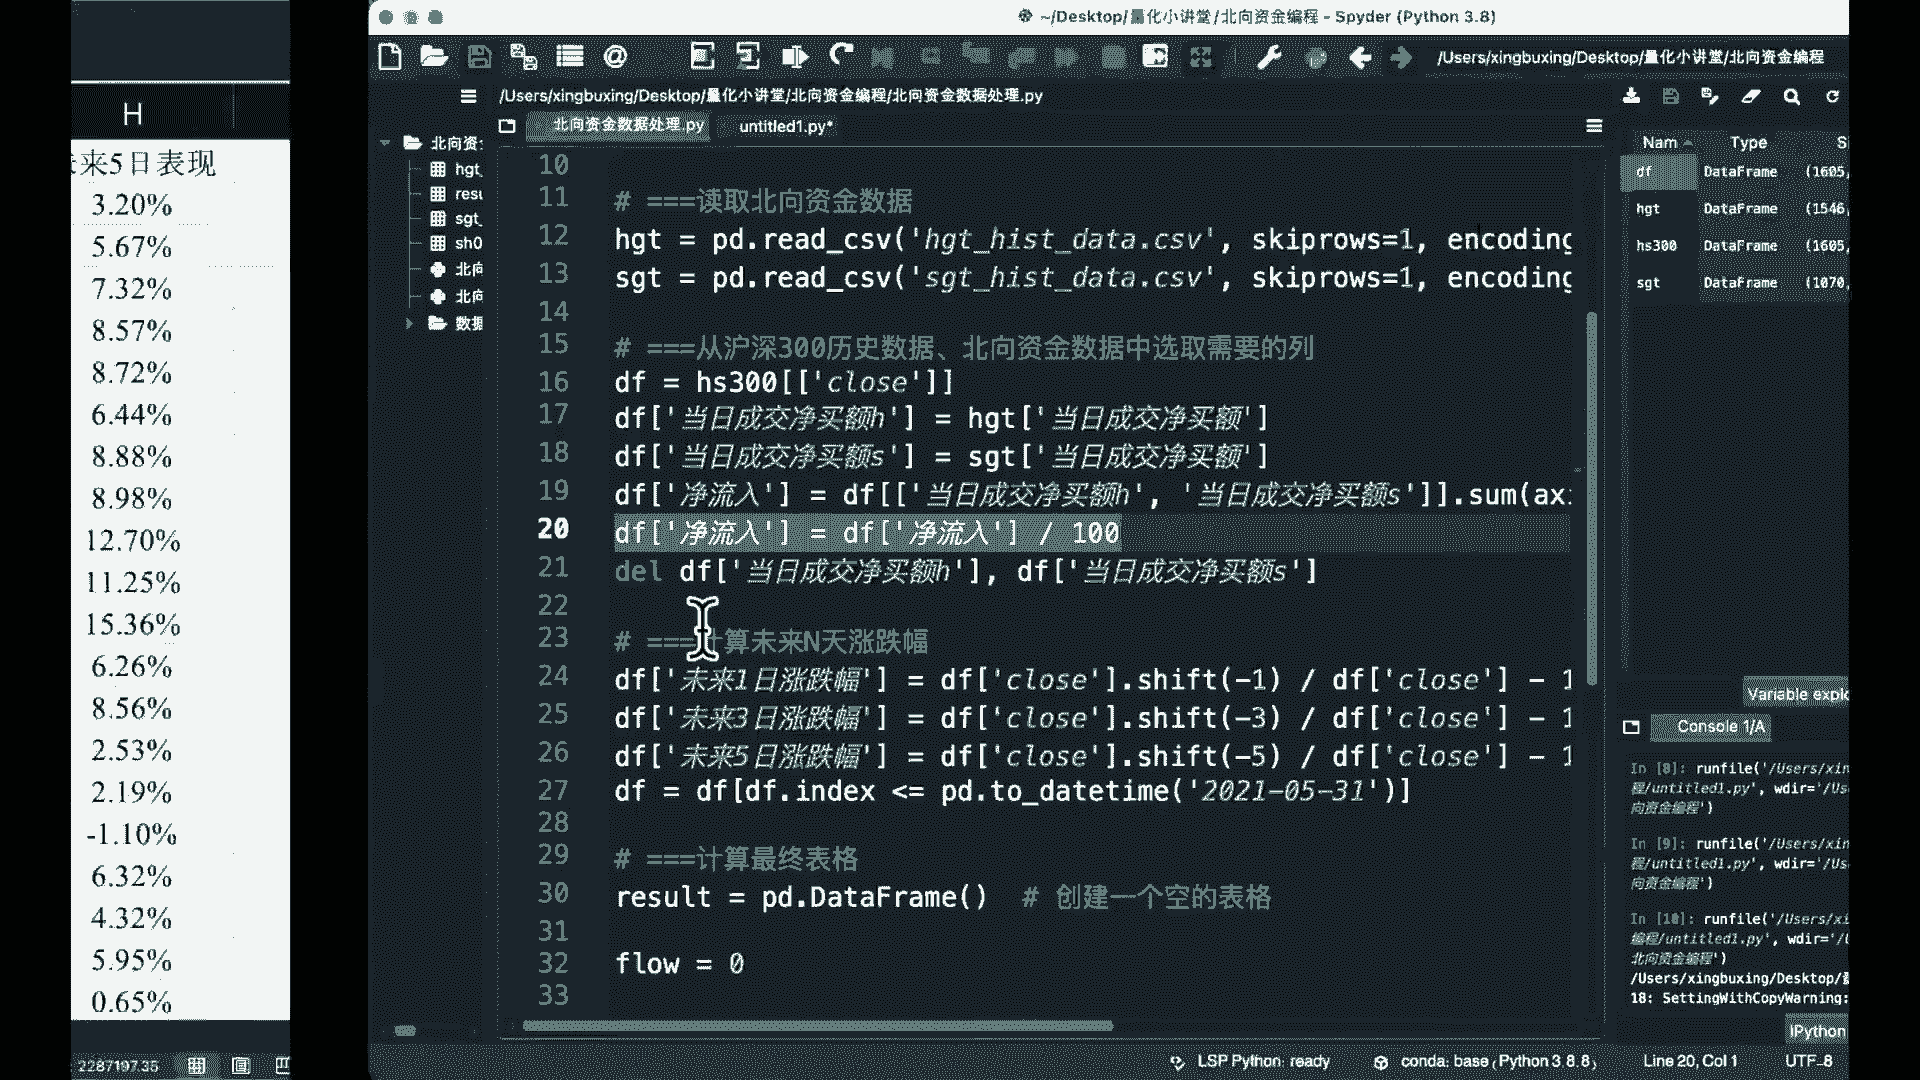 H
来5日表现
3.20%
5.67%
7.32%
8.57%
8.72%
6.44%
8.88%
8.98%
12.70%
11.25%
15.36%
6.26%
8.56%
2.53%
2.19%
-1.10%
6.32%
4.32%
5.95%
0.65%
2287197.35
~/Desktop/量化小讲堂/北向资金编程 - Spyder (Python 3.8)
/Users/xingbuxing/Desktop/量化小讲堂/北向资金编程
/Users/xingbuxing/Desktop/量化小讲堂/北向资金编程/北向资金数据处理.py
北向资金数据处理.py untitled1.py*
北向资
hgt_
resu
sgt_
sh0
北向
北向
数据
10
11 # ===读取北向资金数据
12 hgt = pd.read_csv('hgt_hist_data.csv', skiprows=1, encoding
13 sgt = pd.read_csv('sgt_hist_data.csv', skiprows=1, encoding
14
15 # ===从沪深300历史数据、北向资金数据中选取需要的列
16 df = hs300[['close']]
17 df['当日成交净买额h'] = hgt['当日成交净买额']
18 df['当日成交净买额s'] = sgt['当日成交净买额']
19 df['净流入'] = df[['当日成交净买额h', '当日成交净买额s']].sum(ax
20 df['净流入'] = df['净流入'] / 100
21 del df['当日成交净买额h'], df['当日成交净买额s']
22
23 # ===计算未来N天涨跌幅
24 df['未来1日涨跌幅'] = df['close'].shift(-1) / df['close'] - 1
25 df['未来3日涨跌幅'] = df['close'].shift(-3) / df['close'] - 1
26 df['未来5日涨跌幅'] = df['close'].shift(-5) / df['close'] - 1
27 df = df[df.index <= pd.to_datetime('2021-05-31')]
28
29 # ===计算最终表格
30 result = pd.DataFrame() # 创建一个空的表格
31
32 flow = 0
33
Nam Type Si
df DataFrame (1605,
hgt DataFrame (1546,
hs300 DataFrame (1605,
sgt DataFrame (1070,
Variable explo
Console 1/A
In [8]: runfile('/Users/xin
程/untitled1.py', wdir='/Us
向资金编程')
In [9]: runfile('/Users/xin
程/untitled1.py', wdir='/Us
向资金编程')
In [10]: runfile('/Users/xi
编程/untitled1.py', wdir='/U
北向资金编程')
/Users/xingbuxing/Desktop/量
18: SettingWithCopyWarning:
IPython
LSP Python: ready conda: base (Python 3.8.8) Line 20, Col 1 UTF-8